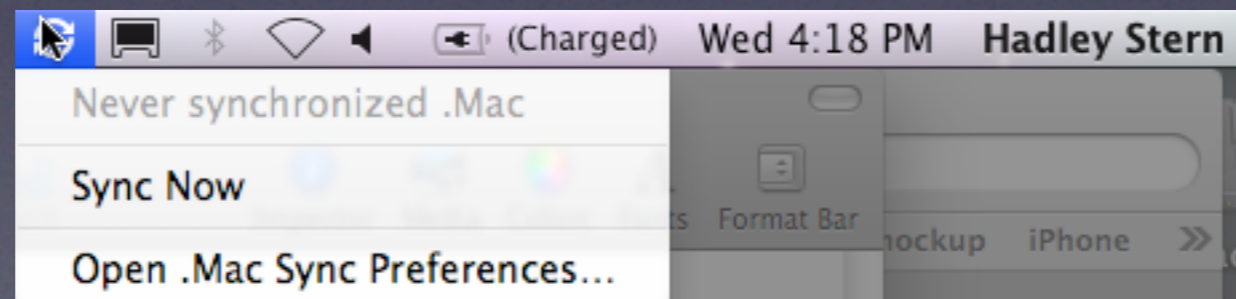 (Charged) Wed 4:18 PM Hadley Stern
Never synchronized .Mac
Sync Now
Format Bar
mockup iPhone »
Open .Mac Sync Preferences...